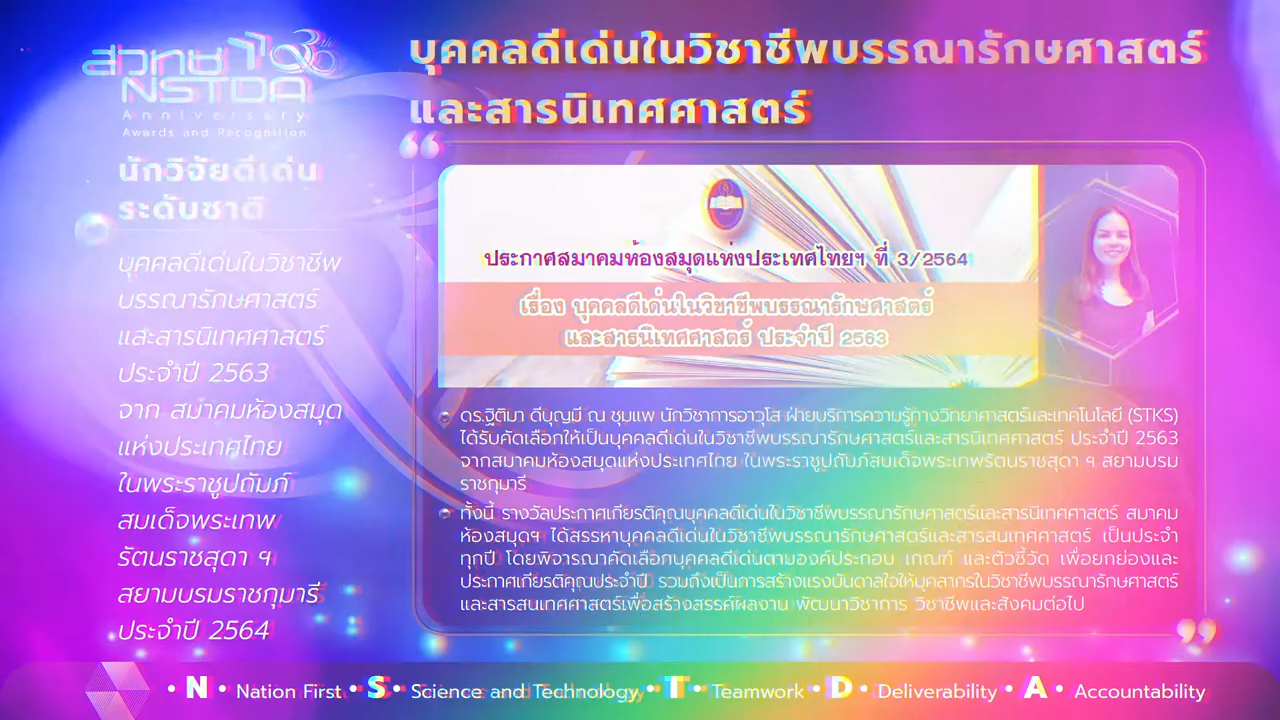 สวทช 30th
NSTDA
Anniversary
Awards and Recognition
นักวิจัยดีเด่น
ระดับชาติ
บุคคลดีเด่นในวิชาชีพ
บรรณารักษศาสตร์
และสารนิเทศศาสตร์
ประจำปี 2563
จาก สมาคมห้องสมุด
แห่งประเทศไทย
ในพระราชูปถัมภ์
สมเด็จพระเทพ
รัตนราชสุดา ฯ
สยามบรมราชกุมารี
ประจำปี 2564
บุคคลดีเด่นในวิชาชีพบรรณารักษศาสตร์
และสารนิเทศศาสตร์
“
ประกาศสมาคมห้องสมุดแห่งประเทศไทยฯ ที่ 3/2564
เรื่อง บุคคลดีเด่นในวิชาชีพบรรณารักษศาสตร์
และสารนิเทศศาสตร์ ประจำปี 2563
ดร.ฐิติมา ดีบุญมี ณ ชุมแพ นักวิชาการอาวุโส ฝ่ายบริการความรู้ทางวิทยาศาสตร์และเทคโนโลยี (STKS)
ได้รับคัดเลือกให้เป็นบุคคลดีเด่นในวิชาชีพบรรณารักษศาสตร์และสารนิเทศศาสตร์ ประจำปี 2563
จากสมาคมห้องสมุดแห่งประเทศไทย ในพระราชูปถัมภ์สมเด็จพระเทพรัตนราชสุดา ฯ สยามบรม
ราชกุมารี
ทั้งนี้ รางวัลประกาศเกียรติคุณบุคคลดีเด่นในวิชาชีพบรรณารักษศาสตร์และสารนิเทศศาสตร์ สมาคม
ห้องสมุดฯ ได้สรรหาบุคคลดีเด่นในวิชาชีพบรรณารักษศาสตร์และสารสนเทศศาสตร์ เป็นประจำ
ทุกปี โดยพิจารณาคัดเลือกบุคคลดีเด่นตามองค์ประกอบ เกณฑ์ และตัวชี้วัด เพื่อยกย่องและ
ประกาศเกียรติคุณประจำปี รวมถึงเป็นการสร้างแรงบันดาลใจให้บุคลากรในวิชาชีพบรรณารักษศาสตร์
และสารสนเทศศาสตร์เพื่อสร้างสรรค์ผลงาน พัฒนาวิชาการ วิชาชีพและสังคมต่อไป
”
• N • Nation First • S • Science and Technology • T • Teamwork • D • Deliverability • A • Accountability